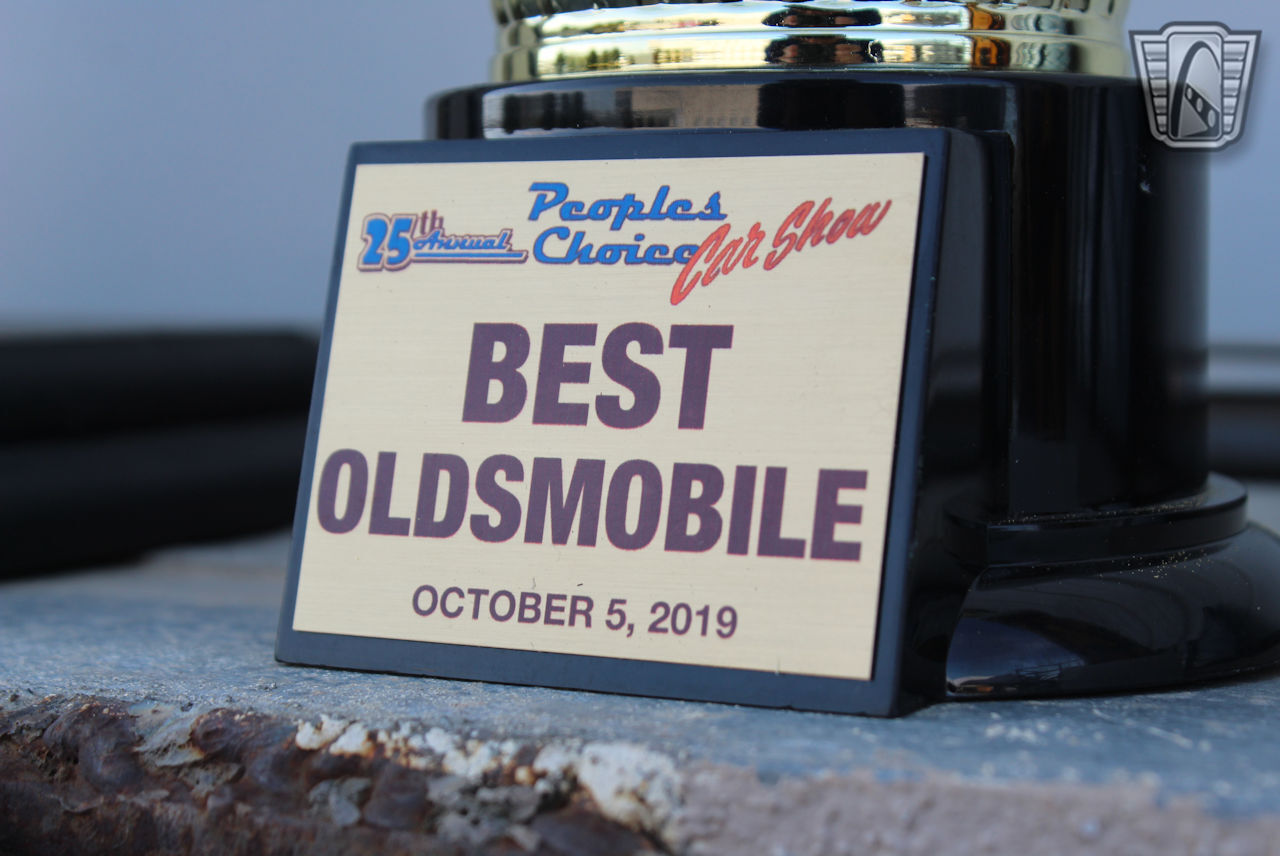 25th Annual Peoples
Choice Car Show
BEST
OLDSMOBILE
OCTOBER 5, 2019